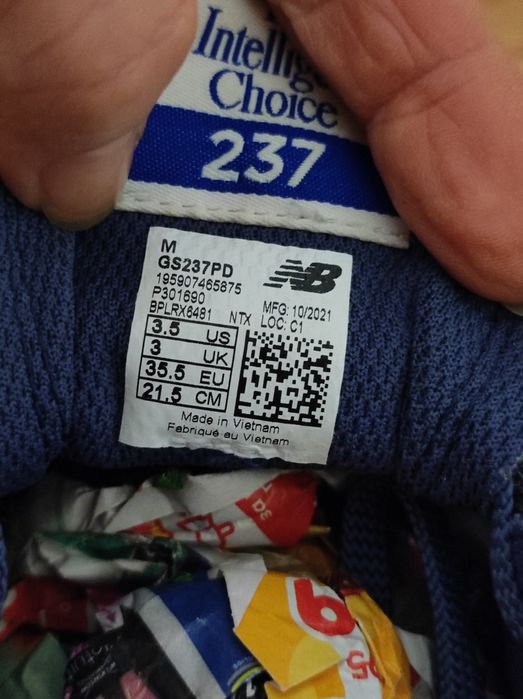 Choice
237
M
GS237PD
195907465875
P301690
BPLRX6481 NTX
NB
MFG: 10/2021
LOC: C1
3.5 US
3 UK
35.5 EU
21.5 CM
Made in Vietnam
Fabriqué au Vietnam